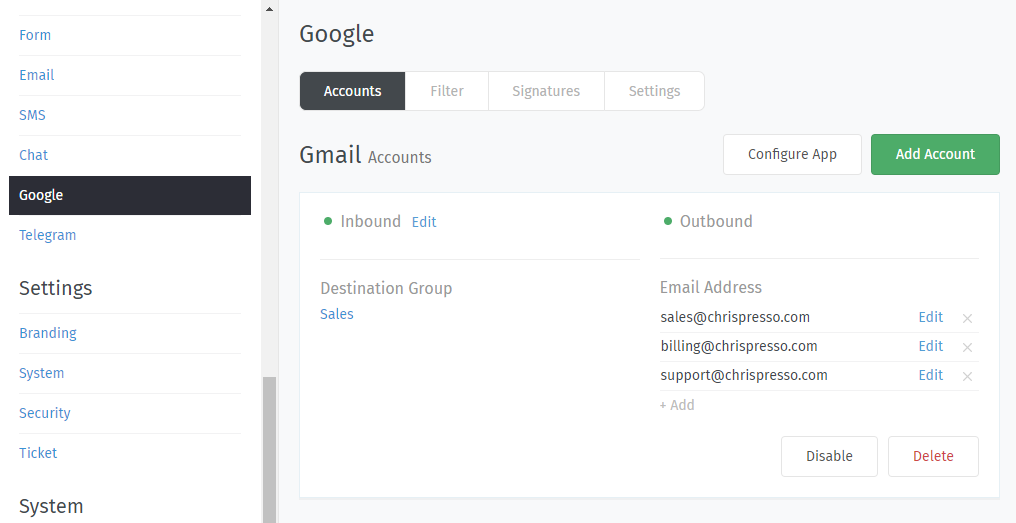 Form
Email
SMS
Chat
Google
Telegram
Settings
Branding
System
Security
Ticket
System
Google
Accounts Filter Signatures Settings
Gmail Accounts
Configure App Add Account
Inbound Edit
Destination Group
Sales
Outbound
Email Address
sales@chrispresso.com Edit ×
billing@chrispresso.com Edit ×
support@chrispresso.com Edit ×
+ Add
Disable Delete